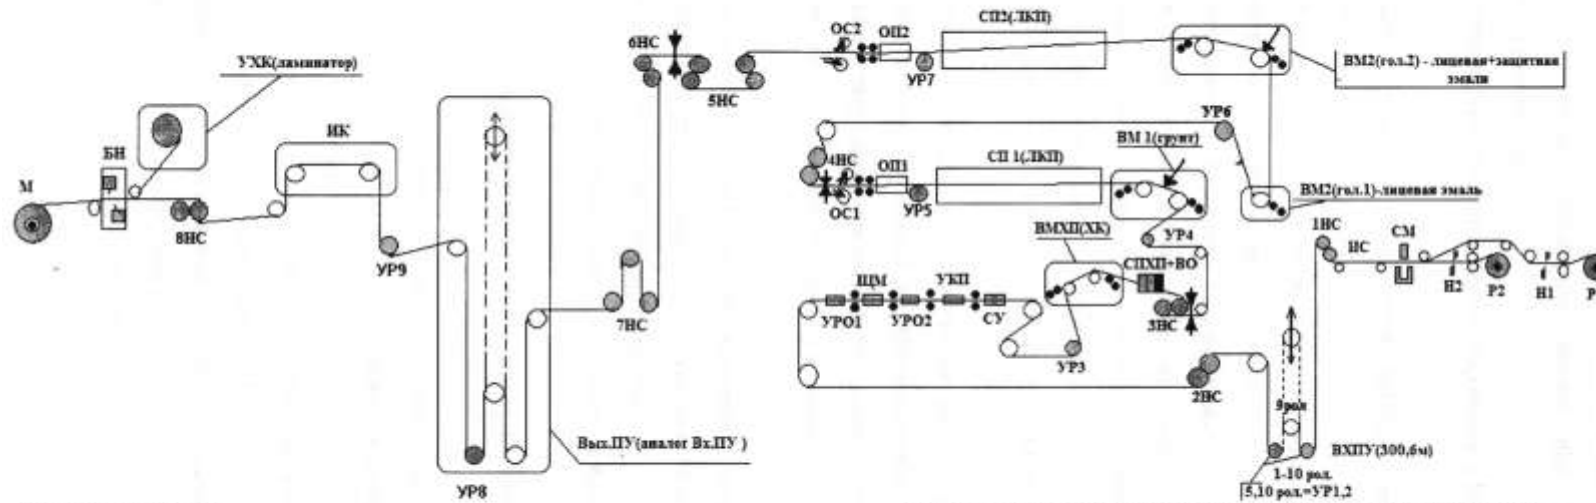 УХК(ламинатор)
БН
ИК
М
8НС
УР9
УР8
Вых.ПУ(аналог Вх.ПУ )
7НС
6НС
5НС
ОС2
ОП2
УР7
СП2(ЛКП)
ВМ2(гол.2) - лицевая+защитная
эмали
УР6
4НС
ОП1
ОС1
УР5
СП 1(ЛКП)
ВМ 1(грунт)
ВМ2(гол.1)-лицевая эмаль
УР4
ВМХП(ХК)
СПХП+ВО
3НС
УР3
ЩМ
УКП
УРО1
УРО2
СУ
2НС
1НС
ИС
СМ
Н2
Р2
Н1
Р
9рол
ВХПУ(300,6м)
1-10 рол.
5,10 рол.=УР1,2